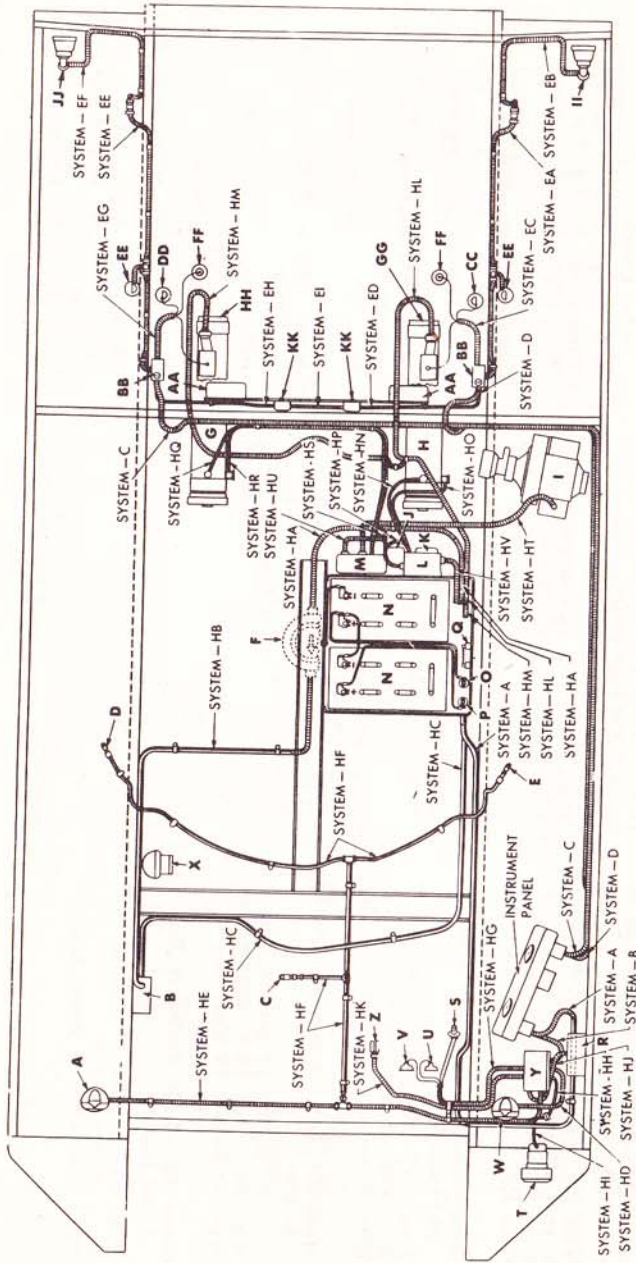 JJ
SYSTEM-EF
SYSTEM-EE
SYSTEM-EG
EE
DD
FF
SYSTEM-HM
HH
SYSTEM-EH
SYSTEM-EI
KK
KK
SYSTEM-ED
SYSTEM-HL
GG
FF
CC
EE
SYSTEM-EC
SYSTEM-EA
SYSTEM-EB
II
BB
AA
AA
BB
SYSTEM-D
SYSTEM-C
SYSTEM-HQ
G
SYSTEM-HR
SYSTEM-HU
SYSTEM-HA
SYSTEM-HS
SYSTEM-HP
SYSTEM-HN
H
SYSTEM-HO
I
J
K
M
L
SYSTEM-HV
SYSTEM-HT
F
N
N
Q
O
P
SYSTEM-HB
SYSTEM-A
SYSTEM-HM
SYSTEM-HL
SYSTEM-HA
D
SYSTEM-HF
SYSTEM-HC
E
X
SYSTEM-HC
B
C
SYSTEM-HE
SYSTEM-HF
SYSTEM-HK
Z
V
U
S
SYSTEM-HG
INSTRUMENT
PANEL
SYSTEM-C
SYSTEM-D
A
W
Y
SYSTEM-A
SYSTEM-B
R
SYSTEM-HH
SYSTEM-HJ
T
SYSTEM-HI
SYSTEM-HD